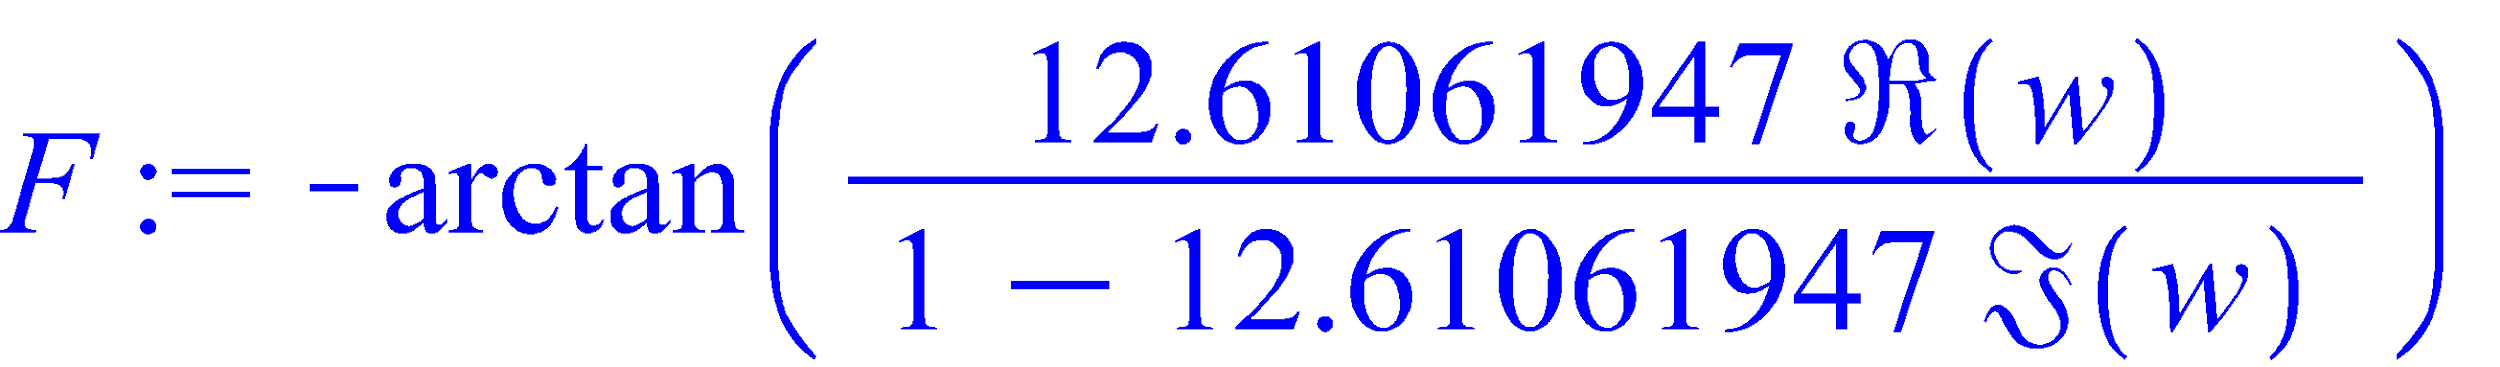 F := -arctan(12.61061947 ℜ(w) / (1 − 12.61061947 ℑ(w)))